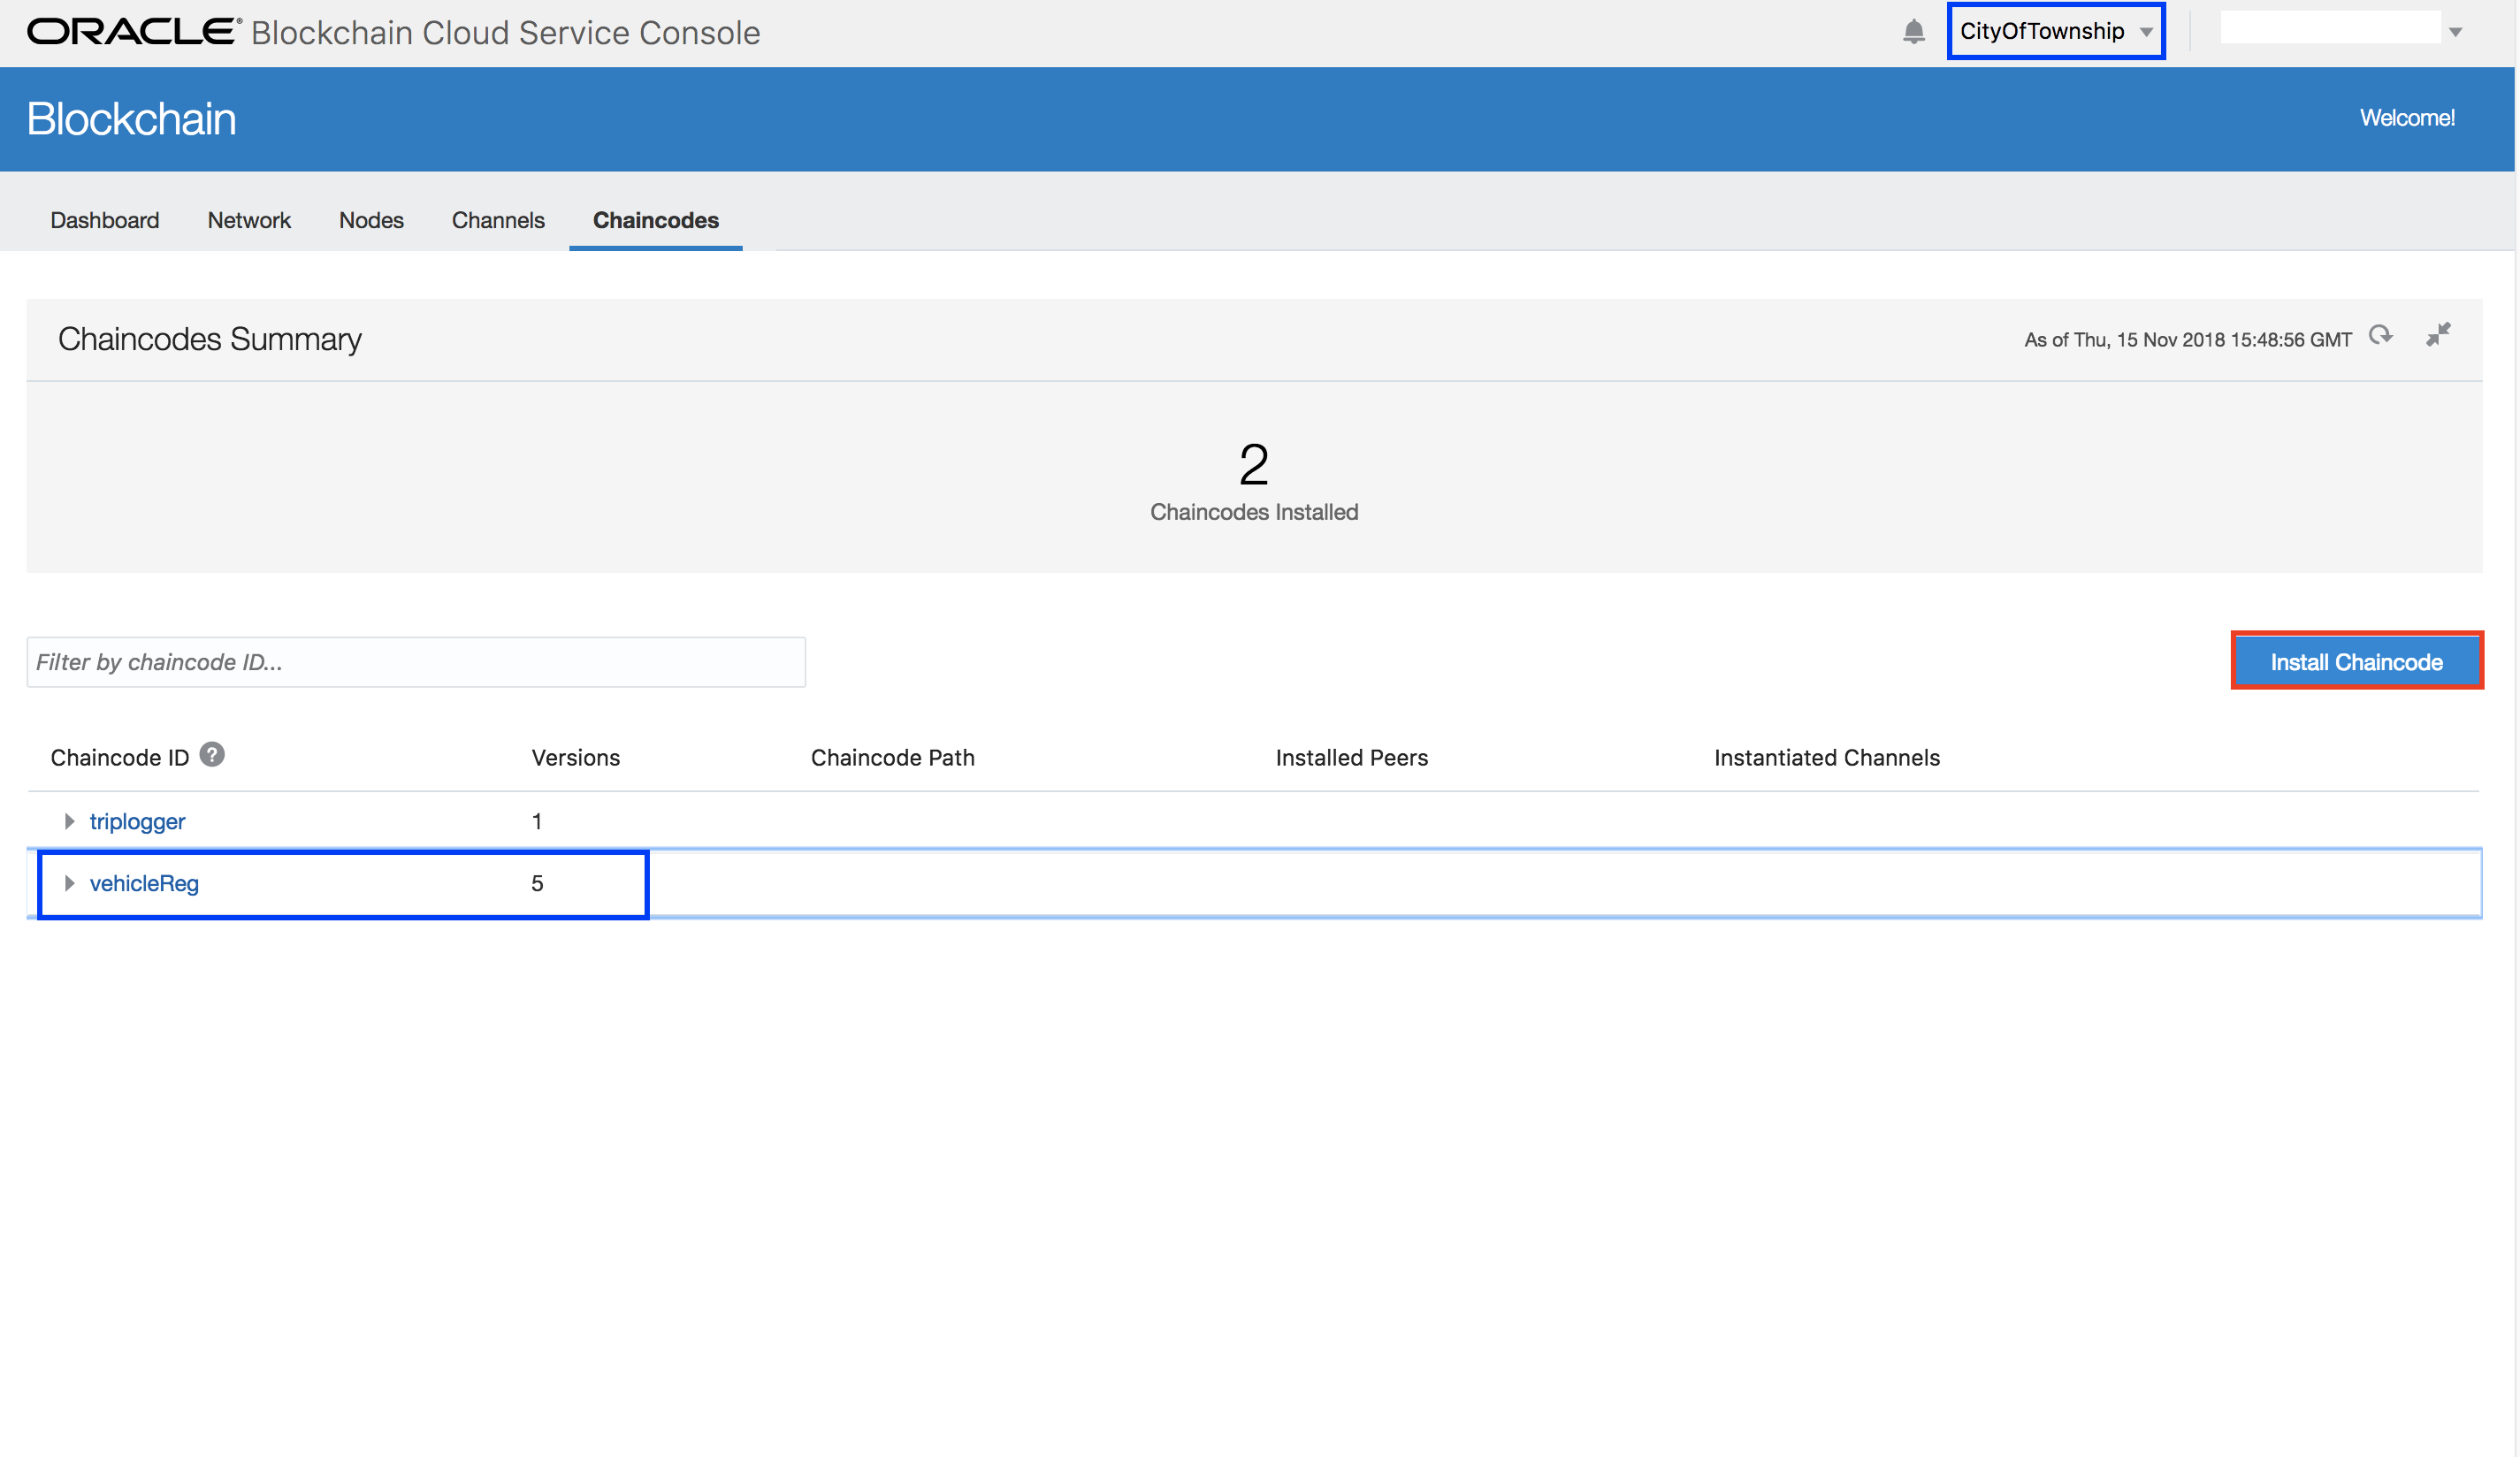 ORACLE® Blockchain Cloud Service Console CityOfTownship
Blockchain Welcome!
Dashboard Network Nodes Channels Chaincodes
Chaincodes Summary As of Thu, 15 Nov 2018 15:48:56 GMT
2
Chaincodes Installed
Filter by chaincode ID... Install Chaincode
Chaincode ID ? Versions Chaincode Path Installed Peers Instantiated Channels
triplogger 1
vehicleReg 5